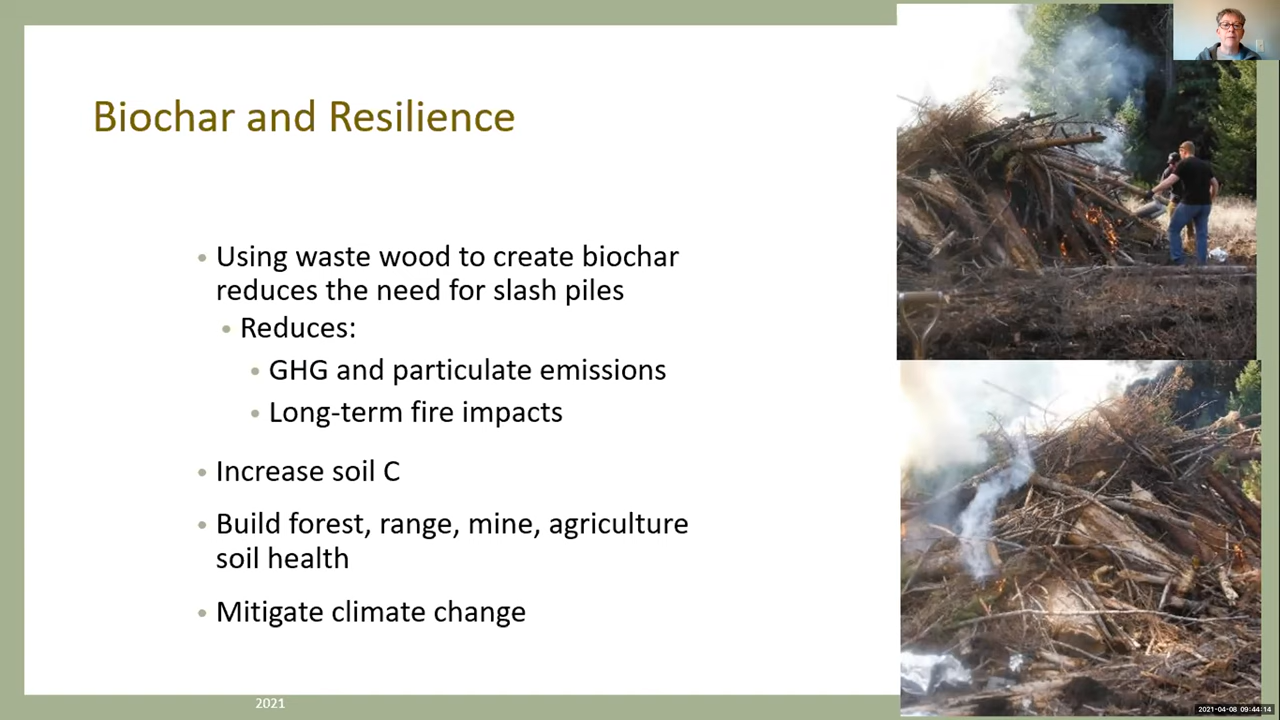 Biochar and Resilience
• Using waste wood to create biochar
reduces the need for slash piles
• Reduces:
• GHG and particulate emissions
• Long-term fire impacts
• Increase soil C
• Build forest, range, mine, agriculture
soil health
• Mitigate climate change
2021
2021-04-08 09:44:14